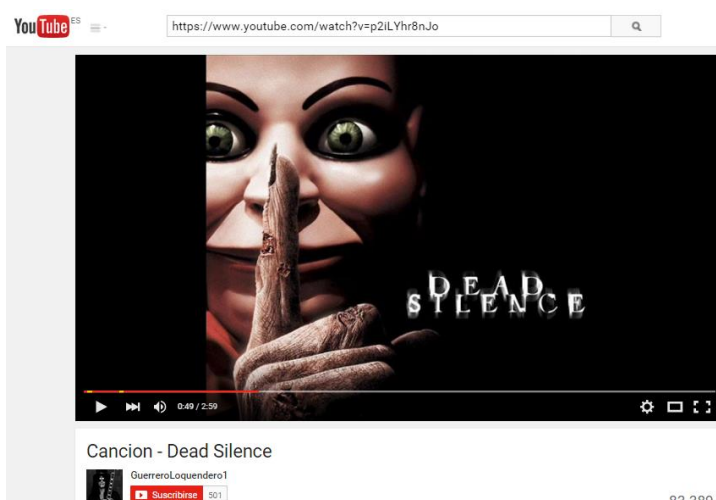 YouTube ES
https://www.youtube.com/watch?v=p2iLYhr8nJo
DEAD
SILENCE
0:49 / 2:59
Cancion - Dead Silence
GuerreroLoquendero1
Suscribirse 501